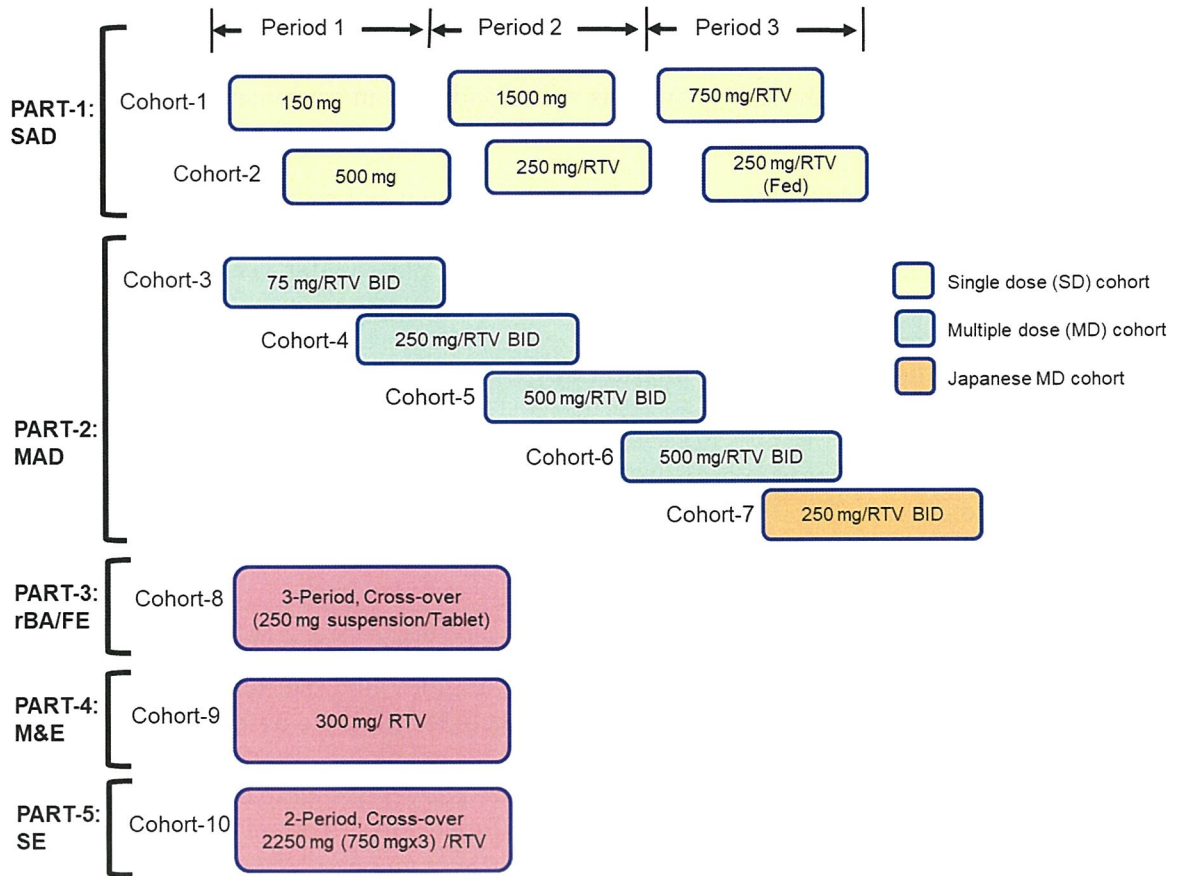 Period 1
Period 2
Period 3
PART-1:
SAD
Cohort-1
150 mg
1500 mg
750 mg/RTV
Cohort-2
500 mg
250 mg/RTV
250 mg/RTV
(Fed)
PART-2:
MAD
Cohort-3
75 mg/RTV BID
Cohort-4
250 mg/RTV BID
Cohort-5
500 mg/RTV BID
Cohort-6
500 mg/RTV BID
Cohort-7
250 mg/RTV BID
Single dose (SD) cohort
Multiple dose (MD) cohort
Japanese MD cohort
PART-3:
rBA/FE
Cohort-8
3-Period, Cross-over
(250 mg suspension/Tablet)
PART-4:
M&E
Cohort-9
300 mg/ RTV
PART-5:
SE
Cohort-10
2-Period, Cross-over
2250 mg (750 mgx3) /RTV